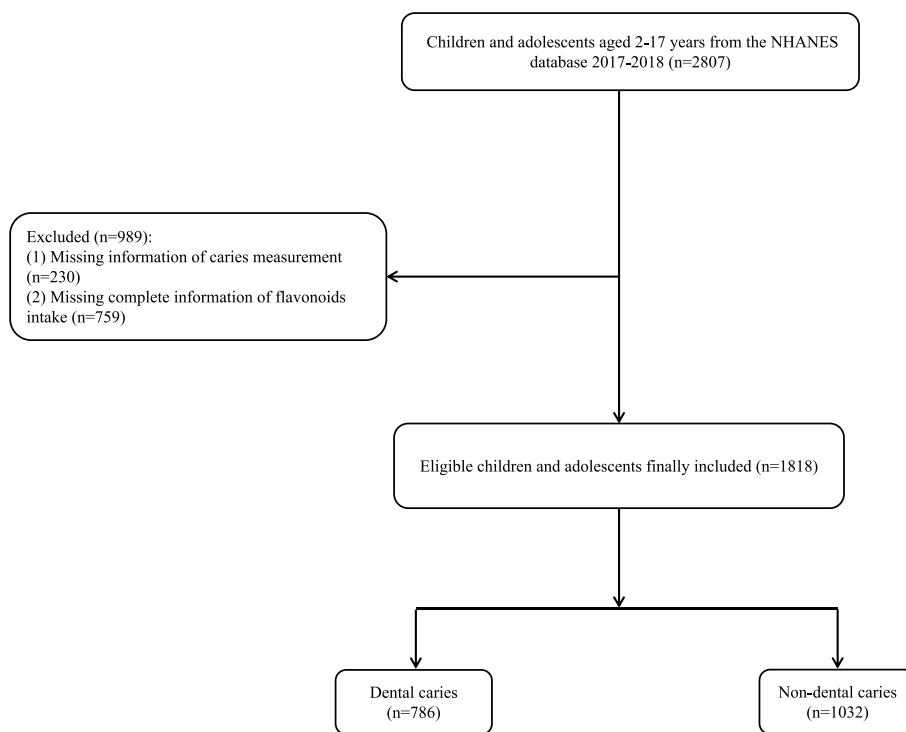 Children and adolescents aged 2-17 years from the NHANES
database 2017-2018 (n=2807)
Excluded (n=989):
(1) Missing information of caries measurement
(n=230)
(2) Missing complete information of flavonoids
intake (n=759)
Eligible children and adolescents finally included (n=1818)
Dental caries
(n=786)
Non-dental caries
(n=1032)